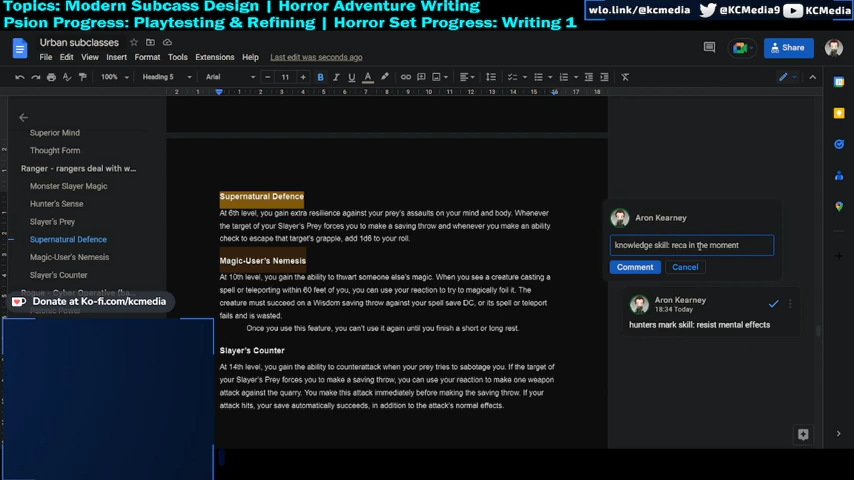 Topics: Modern Subcass Design | Horror Adventure Writing
Psion Progress: Playtesting & Refining | Horror Set Progress: Writing 1
wlo.link/@kcmedia @KCMedia9 KCMedia
Urban subclasses
File Edit View Insert Format Tools Extensions Help Last edit was seconds ago
Share
100% Heading 5 Arial 11
Superior Mind
Thought Form
Ranger - rangers deal with w...
Monster Slayer Magic
Hunter's Sense
Slayer's Prey
Supernatural Defence
Magic-User's Nemesis
Slayer's Counter
Donate at Ko-fi.com/kcmedia
Supernatural Defence
At 6th level, you gain extra resilience against your prey's assaults on your mind and body. Whenever
the target of your Slayer's Prey forces you to make a saving throw and whenever you make an ability
check to escape that target's grapple, add 1d6 to your roll.
Magic-User's Nemesis
At 10th level, you gain the ability to thwart someone else's magic. When you see a creature casting a
spell or teleporting within 60 feet of you, you can use your reaction to try to magically foil it. The
creature must succeed on a Wisdom saving throw against your spell save DC, or its spell or teleport
fails and is wasted.
Once you use this feature, you can't use it again until you finish a short or long rest.
Slayer's Counter
At 14th level, you gain the ability to counterattack when your prey tries to sabotage you. If the target of
your Slayer's Prey forces you to make a saving throw, you can use your reaction to make one weapon
attack against the quarry. You make this attack immediately before making the saving throw. If your
attack hits, your save automatically succeeds, in addition to the attack's normal effects.
Aron Kearney
knowledge skill: reca in the moment
Comment Cancel
Aron Kearney
18:34 Today
hunters mark skill: resist mental effects